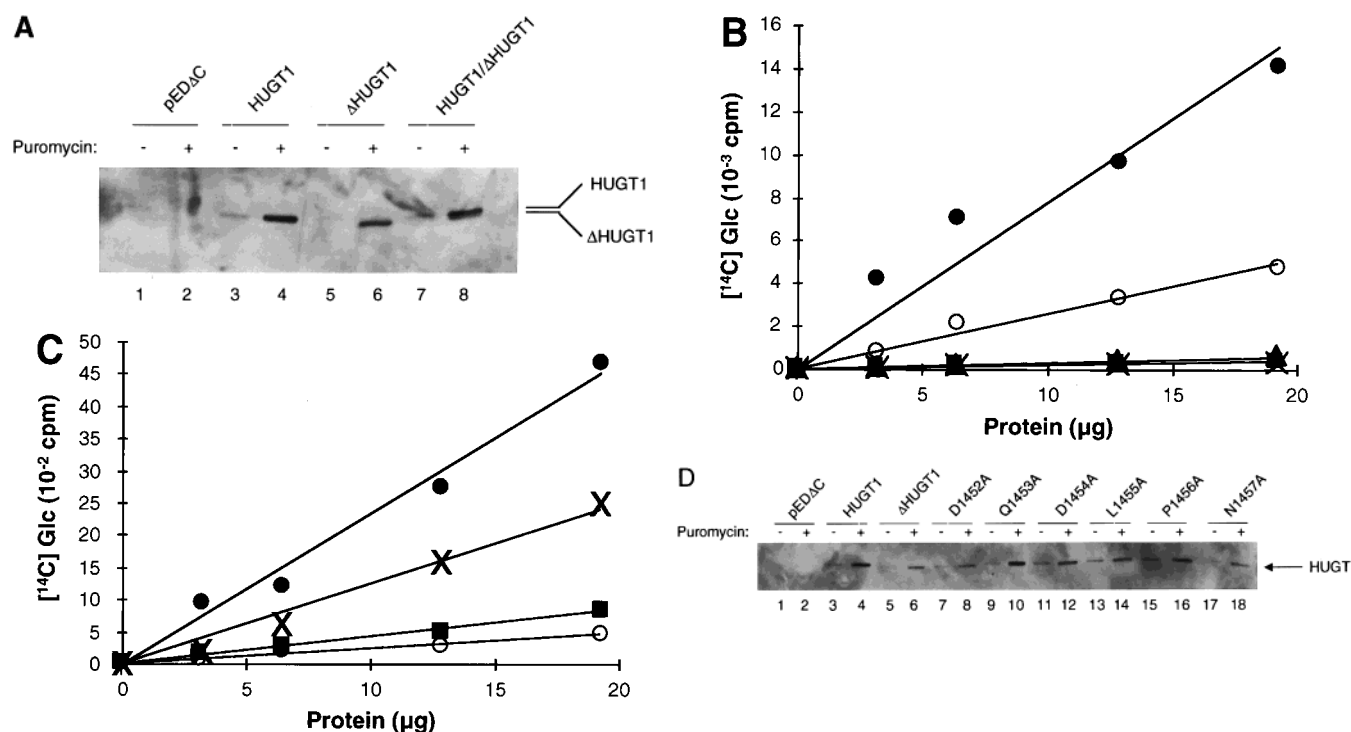 A
pEDΔC HUGT1 ΔHUGT1 HUGT1/ΔHUGT1
Puromycin: - + - + - + - +
HUGT1
ΔHUGT1
1 2 3 4 5 6 7 8
B
[¹⁴C] Glc (10⁻³ cpm)
16
14
12
10
8
6
4
2
0
0 5 10 15 20
Protein (µg)
C
[¹⁴C] Glc (10⁻² cpm)
50
45
40
35
30
25
20
15
10
5
0
0 5 10 15 20
Protein (µg)
D
pEDΔC HUGT1 ΔHUGT1 D1452A Q1453A D1454A L1455A P1456A N1457A
Puromycin: - + - + - + - + - + - + - + - + - +
HUGT
1 2 3 4 5 6 7 8 9 10 11 12 13 14 15 16 17 18